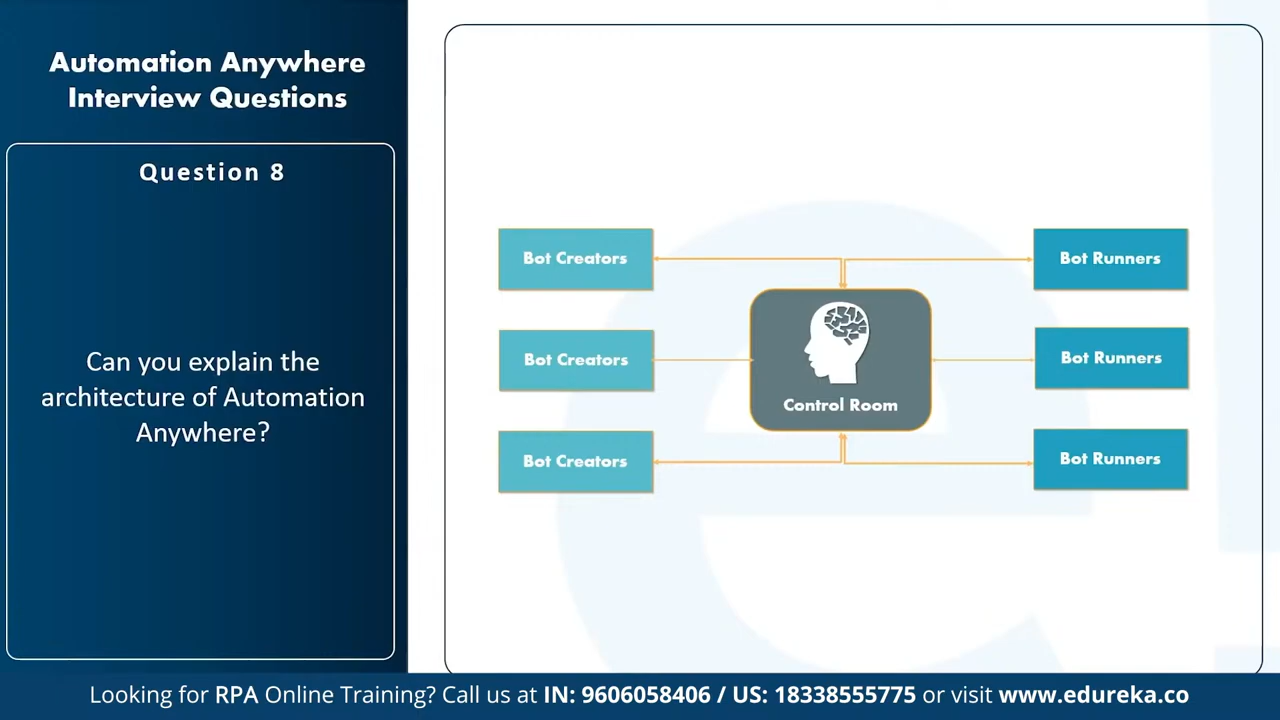 Automation Anywhere
Interview Questions
Question 8
Can you explain the
architecture of Automation
Anywhere?
Bot Creators
Bot Runners
Bot Creators
Control Room
Bot Runners
Bot Creators
Bot Runners
Looking for RPA Online Training? Call us at IN: 9606058406 / US: 18338555775 or visit www.edureka.co